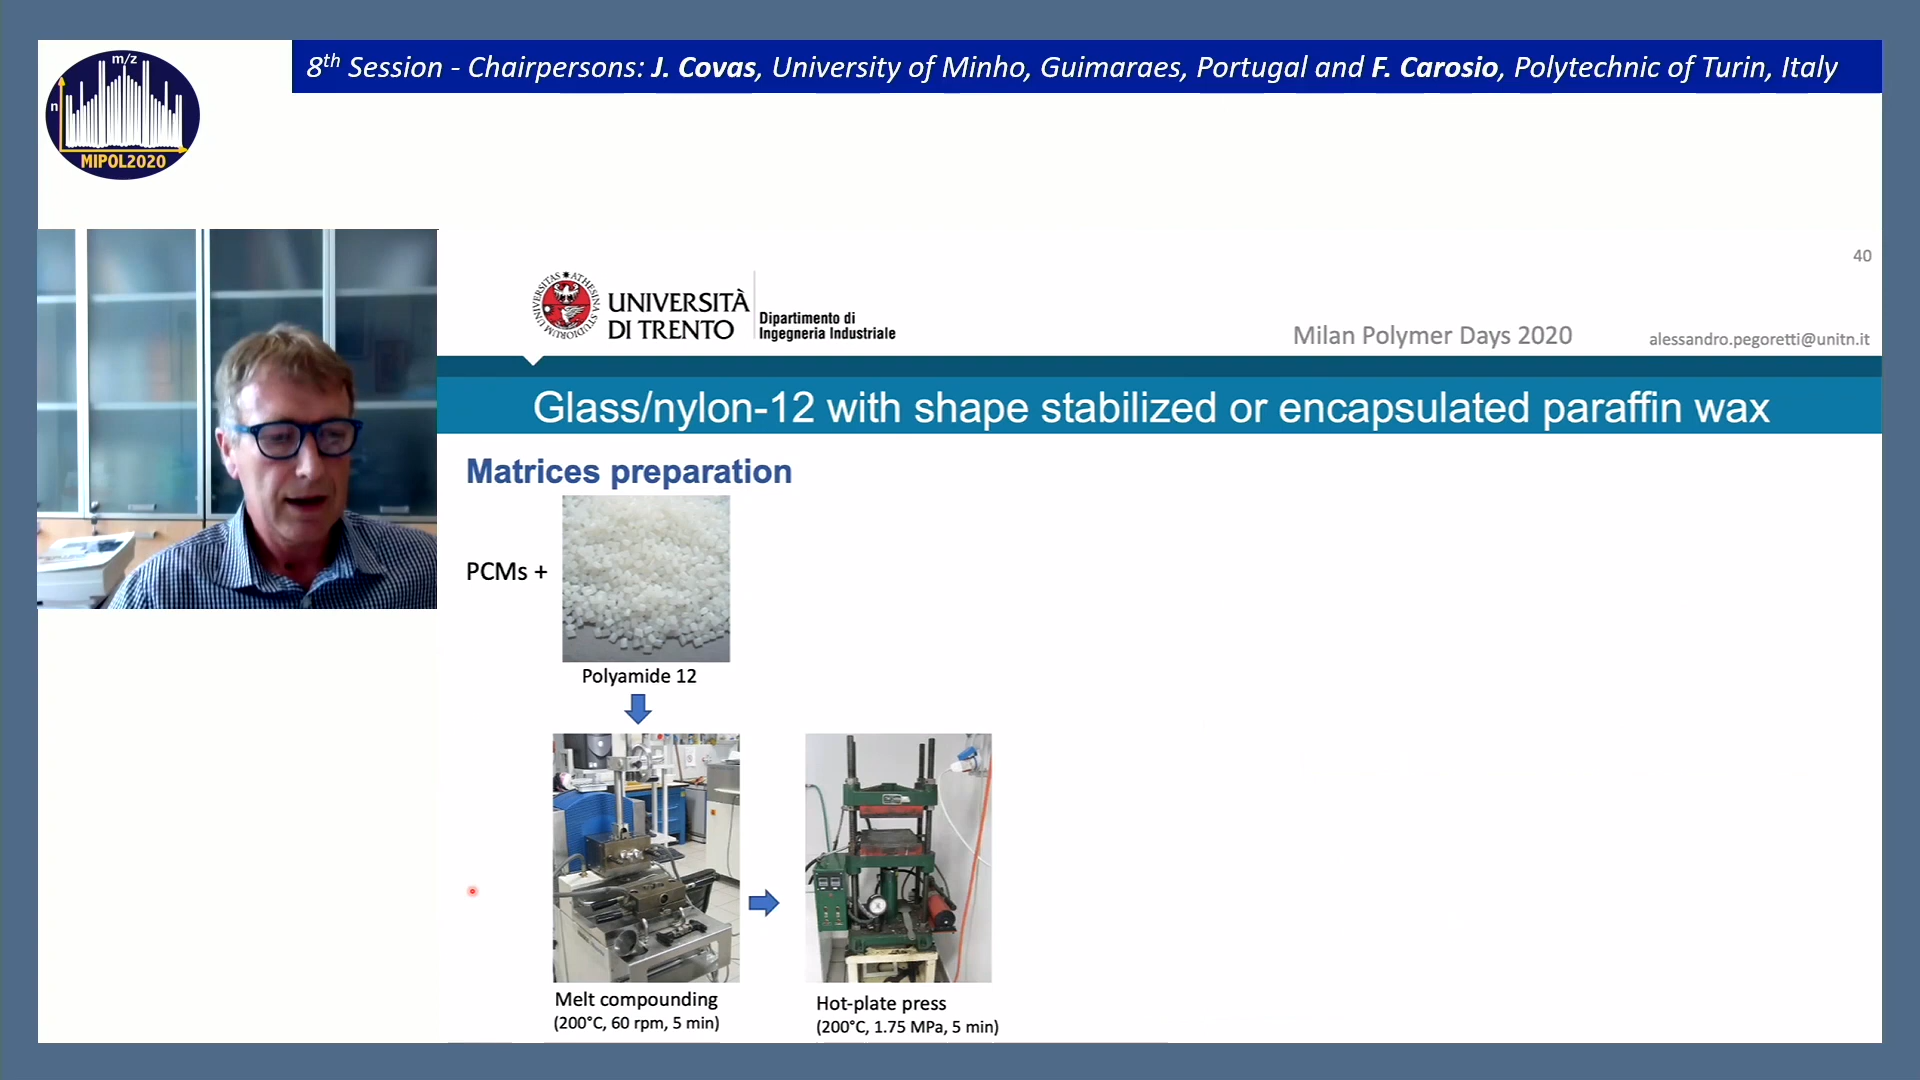 8th Session - Chairpersons: J. Covas, University of Minho, Guimaraes, Portugal and F. Carosio, Polytechnic of Turin, Italy
m/z
n
MIPOL2020
40
UNIVERSITAS ATHESINA STUDIORUM
UNIVERSITÀ
DI TRENTO
Dipartimento di
Ingegneria Industriale
Milan Polymer Days 2020
alessandro.pegoretti@unitn.it
Glass/nylon-12 with shape stabilized or encapsulated paraffin wax
Matrices preparation
PCMs +
Polyamide 12
Melt compounding
(200°C, 60 rpm, 5 min)
Hot-plate press
(200°C, 1.75 MPa, 5 min)